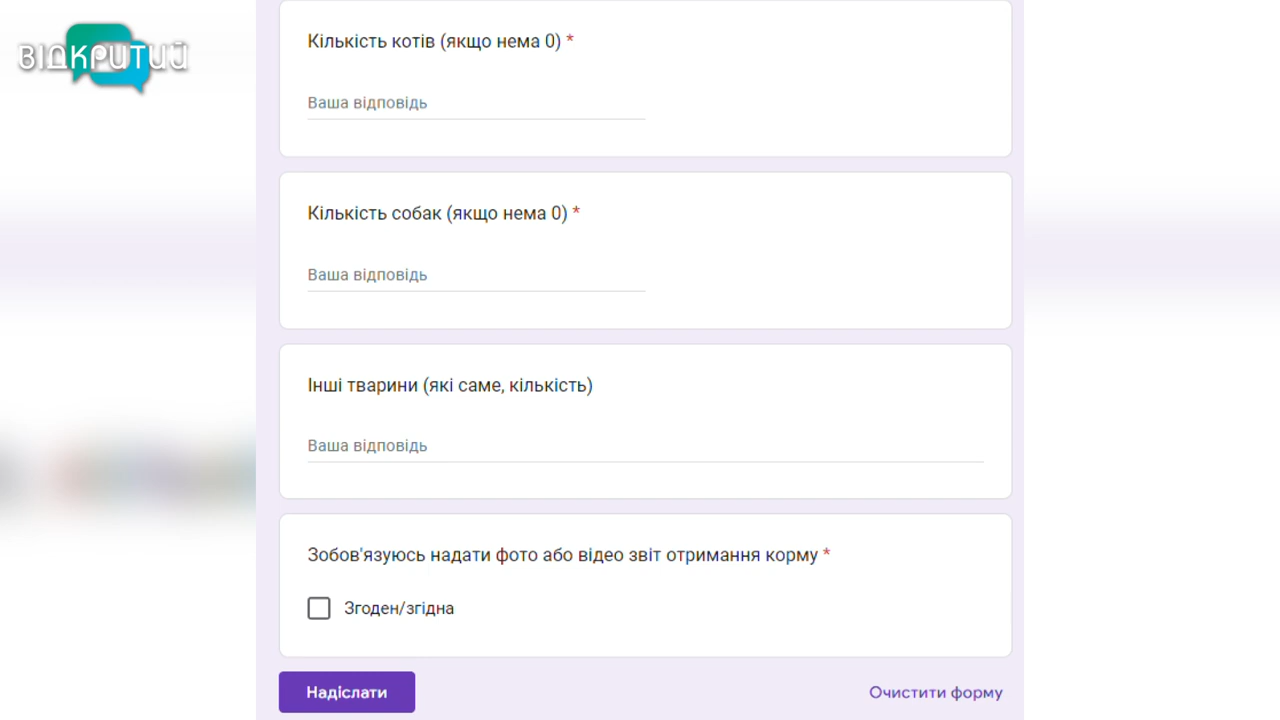 ВІДКРИТИЙ
Кількість котів (якщо нема 0) *
Ваша відповідь
Кількість собак (якщо нема 0) *
Ваша відповідь
Інші тварини (які саме, кількість)
Ваша відповідь
Зобов'язуюсь надати фото або відео звіт отримання корму *
Згоден/згідна
Надіслати
Очистити форму